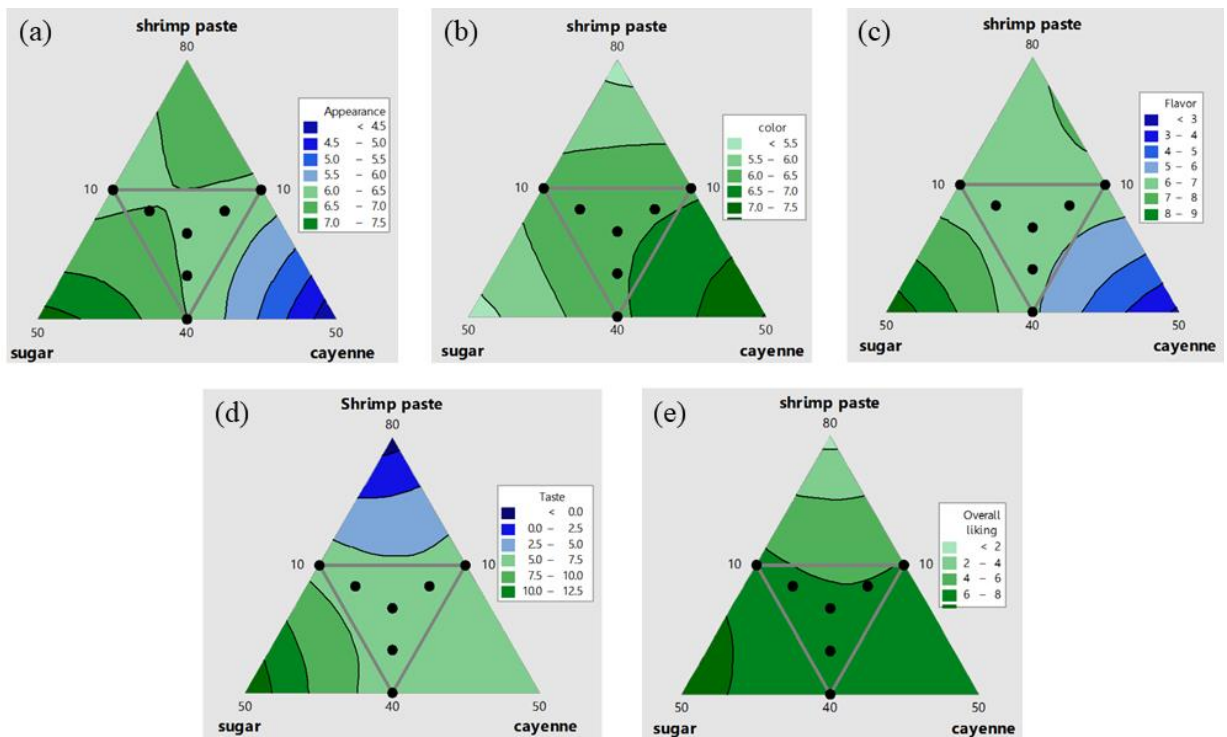 (a)
shrimp paste
80
Appearance
< 4.5
4.5 – 5.0
5.0 – 5.5
5.5 – 6.0
6.0 – 6.5
6.5 – 7.0
7.0 – 7.5
10
10
50
40
50
sugar
cayenne
(b)
shrimp paste
80
color
< 5.5
5.5 – 6.0
6.0 – 6.5
6.5 – 7.0
7.0 – 7.5
10
10
50
40
50
sugar
cayenne
(c)
shrimp paste
80
Flavor
< 3
3 – 4
4 – 5
5 – 6
6 – 7
7 – 8
8 – 9
10
10
50
40
50
sugar
cayenne
(d)
Shrimp paste
80
Taste
< 0.0
0.0 – 2.5
2.5 – 5.0
5.0 – 7.5
7.5 – 10.0
10.0 – 12.5
10
10
50
40
50
sugar
cayenne
(e)
shrimp paste
80
Overall
liking
< 2
2 – 4
4 – 6
6 – 8
10
10
50
40
50
sugar
cayenne